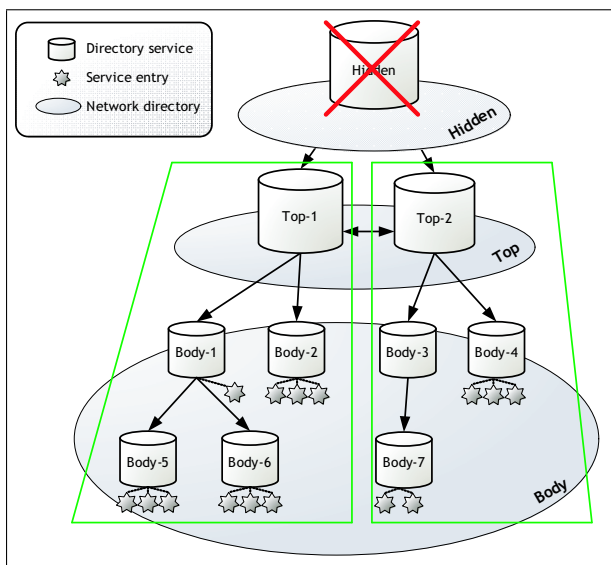 Directory service
Service entry
Network directory
Hidden
Hidden
Top-1
Top-2
Top
Body-1
Body-2
Body-3
Body-4
Body-5
Body-6
Body-7
Body